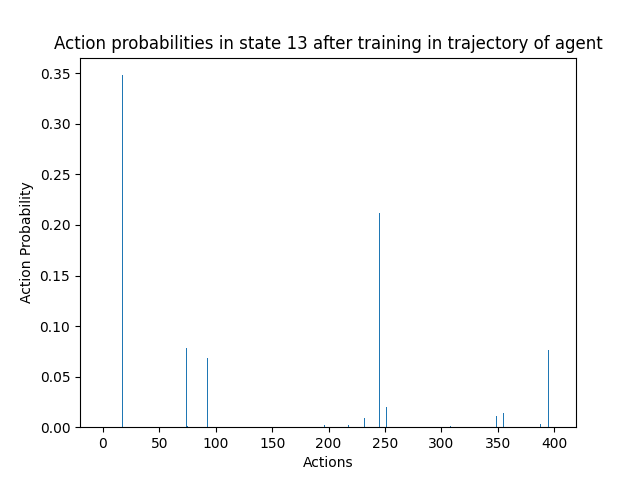 Action probabilities in state 13 after training in trajectory of agent
0.35
0.30
0.25
0.20
0.15
0.10
0.05
0.00
Action Probability
0 50 100 150 200 250 300 350 400
Actions